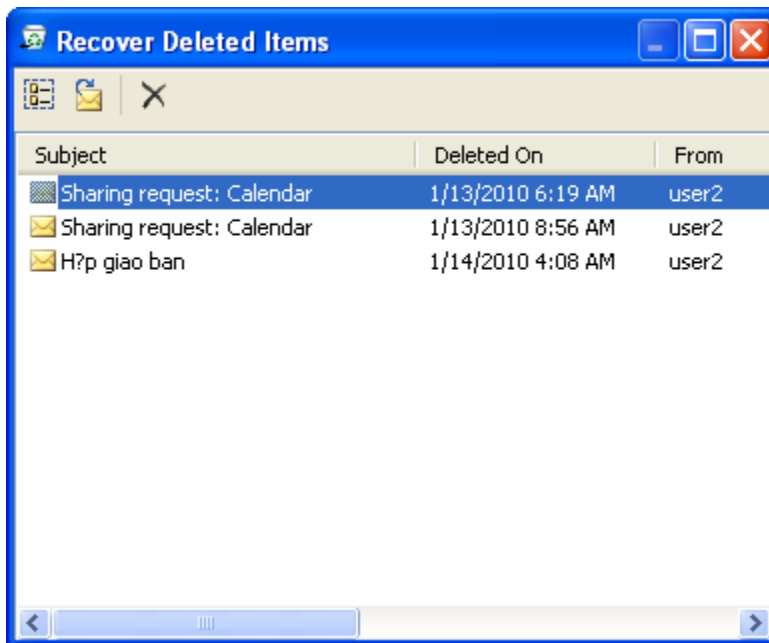 Recover Deleted Items
Subject Deleted On From
Sharing request: Calendar 1/13/2010 6:19 AM user2
Sharing request: Calendar 1/13/2010 8:56 AM user2
H?p giao ban 1/14/2010 4:08 AM user2